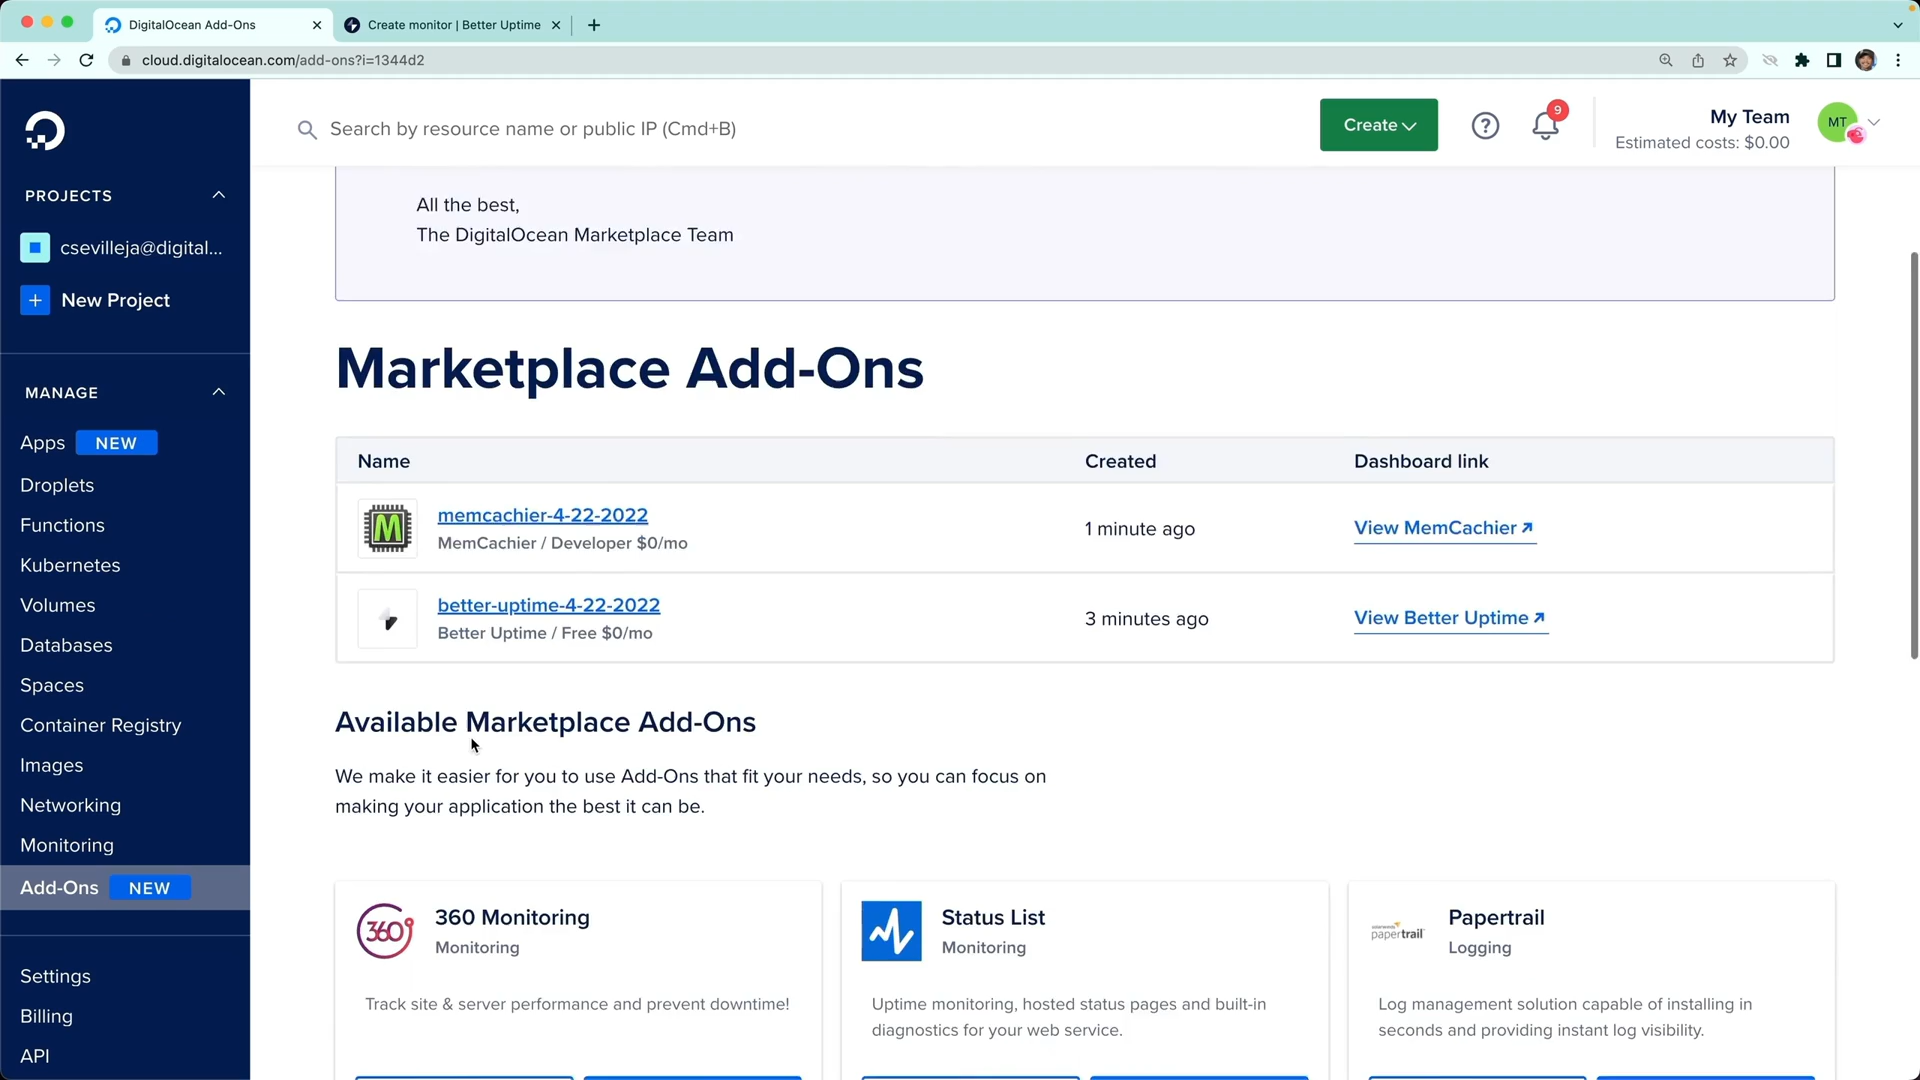 DigitalOcean Add-Ons
Create monitor | Better Uptime
cloud.digitalocean.com/add-ons?i=1344d2
Search by resource name or public IP (Cmd+B)
Create
9
My Team
Estimated costs: $0.00
MT
PROJECTS
csevilleja@digital...
New Project
MANAGE
Apps NEW
Droplets
Functions
Kubernetes
Volumes
Databases
Spaces
Container Registry
Images
Networking
Monitoring
Add-Ons NEW
Settings
Billing
API
All the best,
The DigitalOcean Marketplace Team
Marketplace Add-Ons
Name Created Dashboard link
M
memcachier-4-22-2022
MemCachier / Developer $0/mo
1 minute ago
View MemCachier
better-uptime-4-22-2022
Better Uptime / Free $0/mo
3 minutes ago
View Better Uptime
Available Marketplace Add-Ons
We make it easier for you to use Add-Ons that fit your needs, so you can focus on
making your application the best it can be.
360
360 Monitoring
Monitoring
Track site & server performance and prevent downtime!
Status List
Monitoring
Uptime monitoring, hosted status pages and built-in
diagnostics for your web service.
solarwinds
papertrail
Papertrail
Logging
Log management solution capable of installing in
seconds and providing instant log visibility.